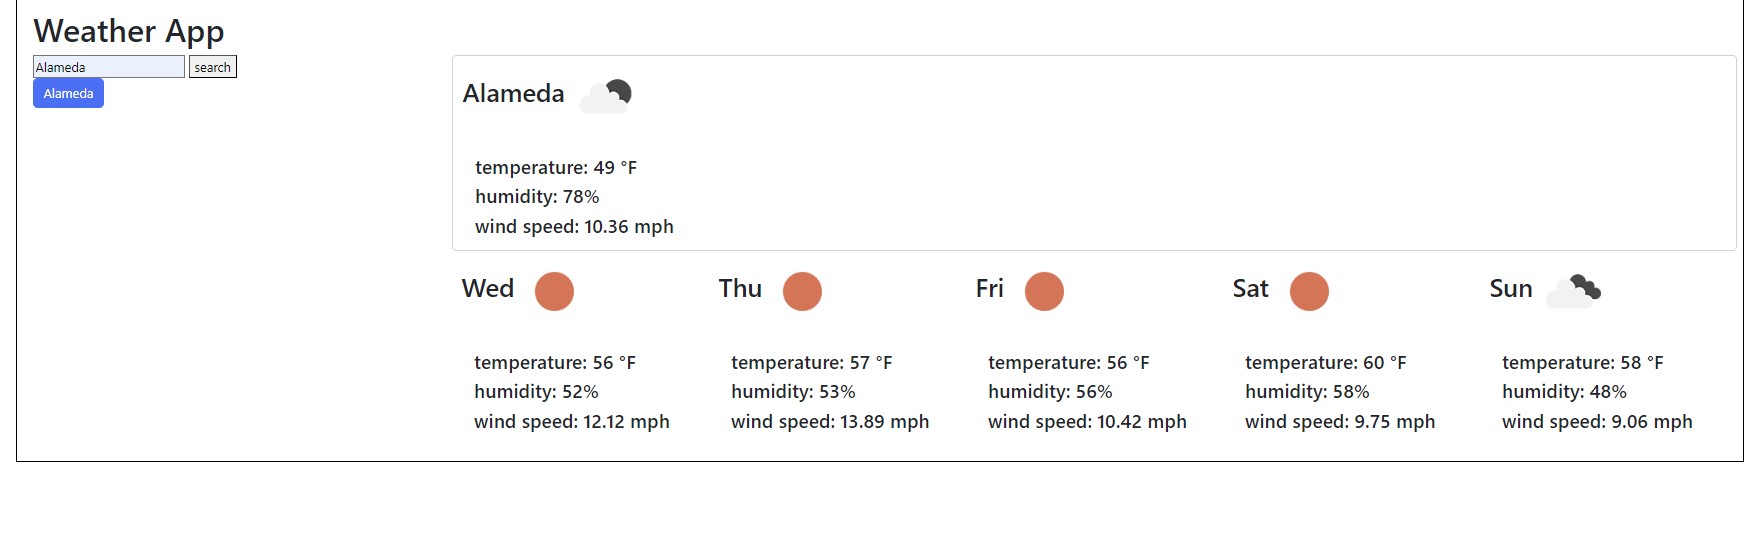 Weather App
Alameda search
Alameda
Alameda
temperature: 49 °F
humidity: 78%
wind speed: 10.36 mph
Wed
temperature: 56 °F
humidity: 52%
wind speed: 12.12 mph
Thu
temperature: 57 °F
humidity: 53%
wind speed: 13.89 mph
Fri
temperature: 56 °F
humidity: 56%
wind speed: 10.42 mph
Sat
temperature: 60 °F
humidity: 58%
wind speed: 9.75 mph
Sun
temperature: 58 °F
humidity: 48%
wind speed: 9.06 mph